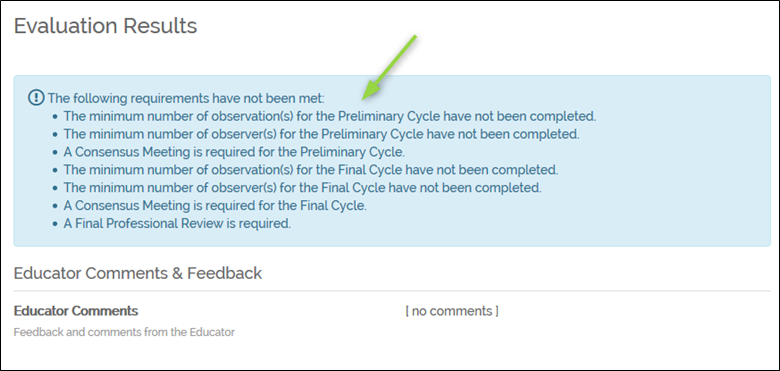 Evaluation Results
The following requirements have not been met:
• The minimum number of observation(s) for the Preliminary Cycle have not been completed.
• The minimum number of observer(s) for the Preliminary Cycle have not been completed.
• A Consensus Meeting is required for the Preliminary Cycle.
• The minimum number of observation(s) for the Final Cycle have not been completed.
• The minimum number of observer(s) for the Final Cycle have not been completed.
• A Consensus Meeting is required for the Final Cycle.
• A Final Professional Review is required.
Educator Comments & Feedback
Educator Comments [ no comments ]
Feedback and comments from the Educator